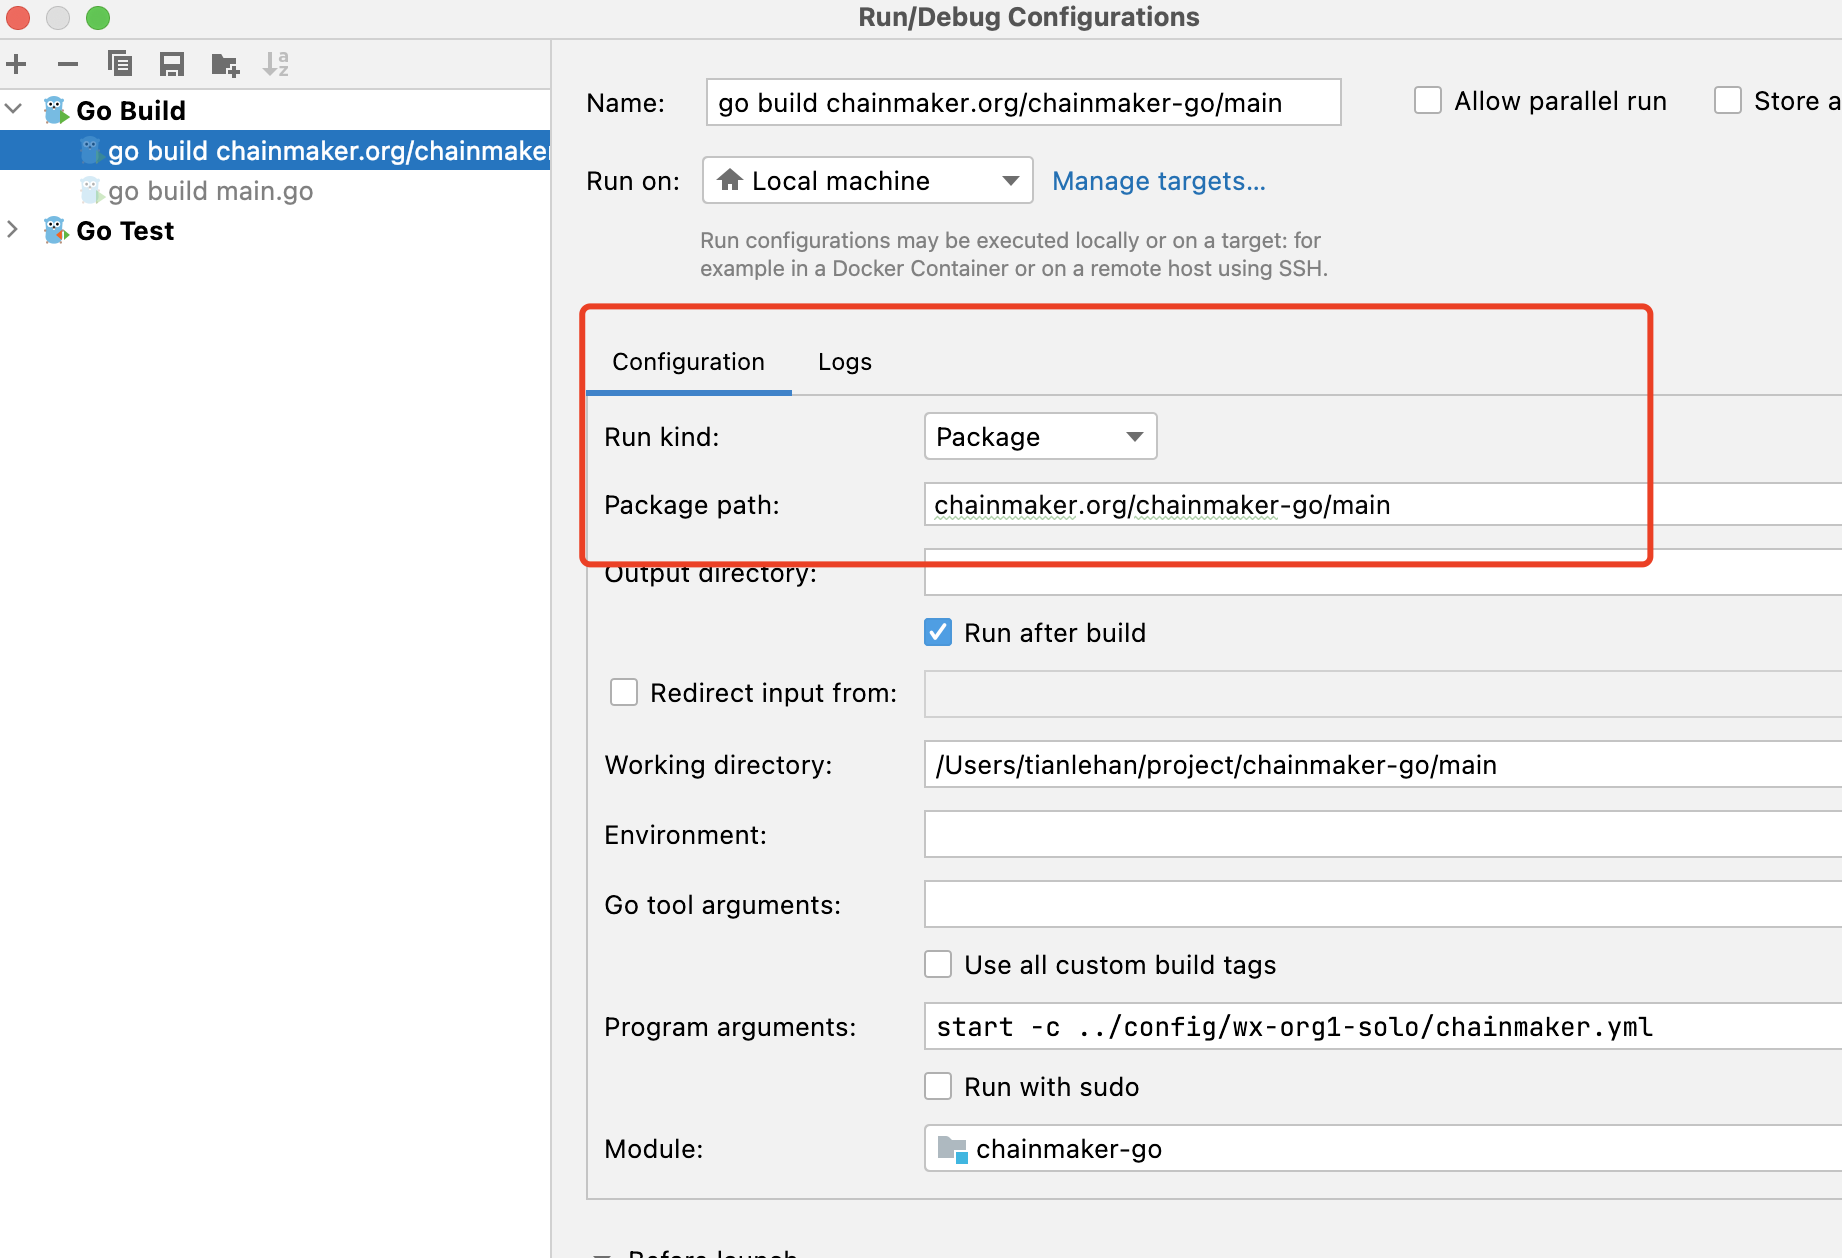 Run/Debug Configurations
Go Build
go build chainmaker.org/chainmaker
go build main.go
Go Test
Name: go build chainmaker.org/chainmaker-go/main Allow parallel run Store a
Run on: Local machine Manage targets...
Run configurations may be executed locally or on a target: for
example in a Docker Container or on a remote host using SSH.
Configuration Logs
Run kind: Package
Package path: chainmaker.org/chainmaker-go/main
Output directory:
Run after build
Redirect input from:
Working directory: /Users/tianlehan/project/chainmaker-go/main
Environment:
Go tool arguments:
Use all custom build tags
Program arguments: start -c ../config/wx-org1-solo/chainmaker.yml
Run with sudo
Module: chainmaker-go
Before launch